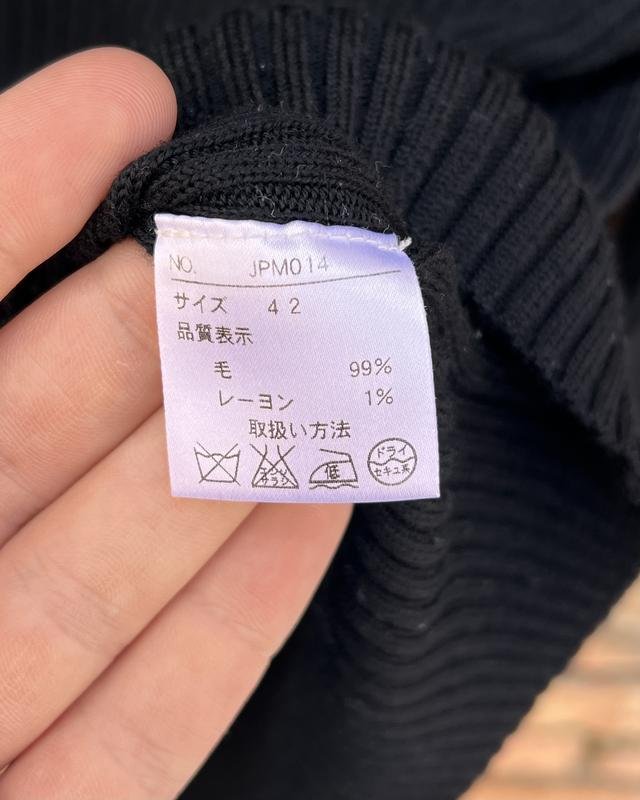 NO. JPM014
サイズ 42
品質表示
毛 99%
レーヨン 1%
取扱い方法
エンソ サラシ 低 ドライ セキユ系